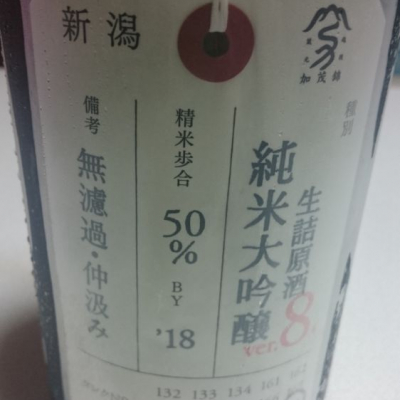 加茂錦
新潟
種別
生詰原酒
純米大吟醸
ver.8.
精米歩合
50%
BY
'18
備考
無濾過・仲汲み
132 133 134 161